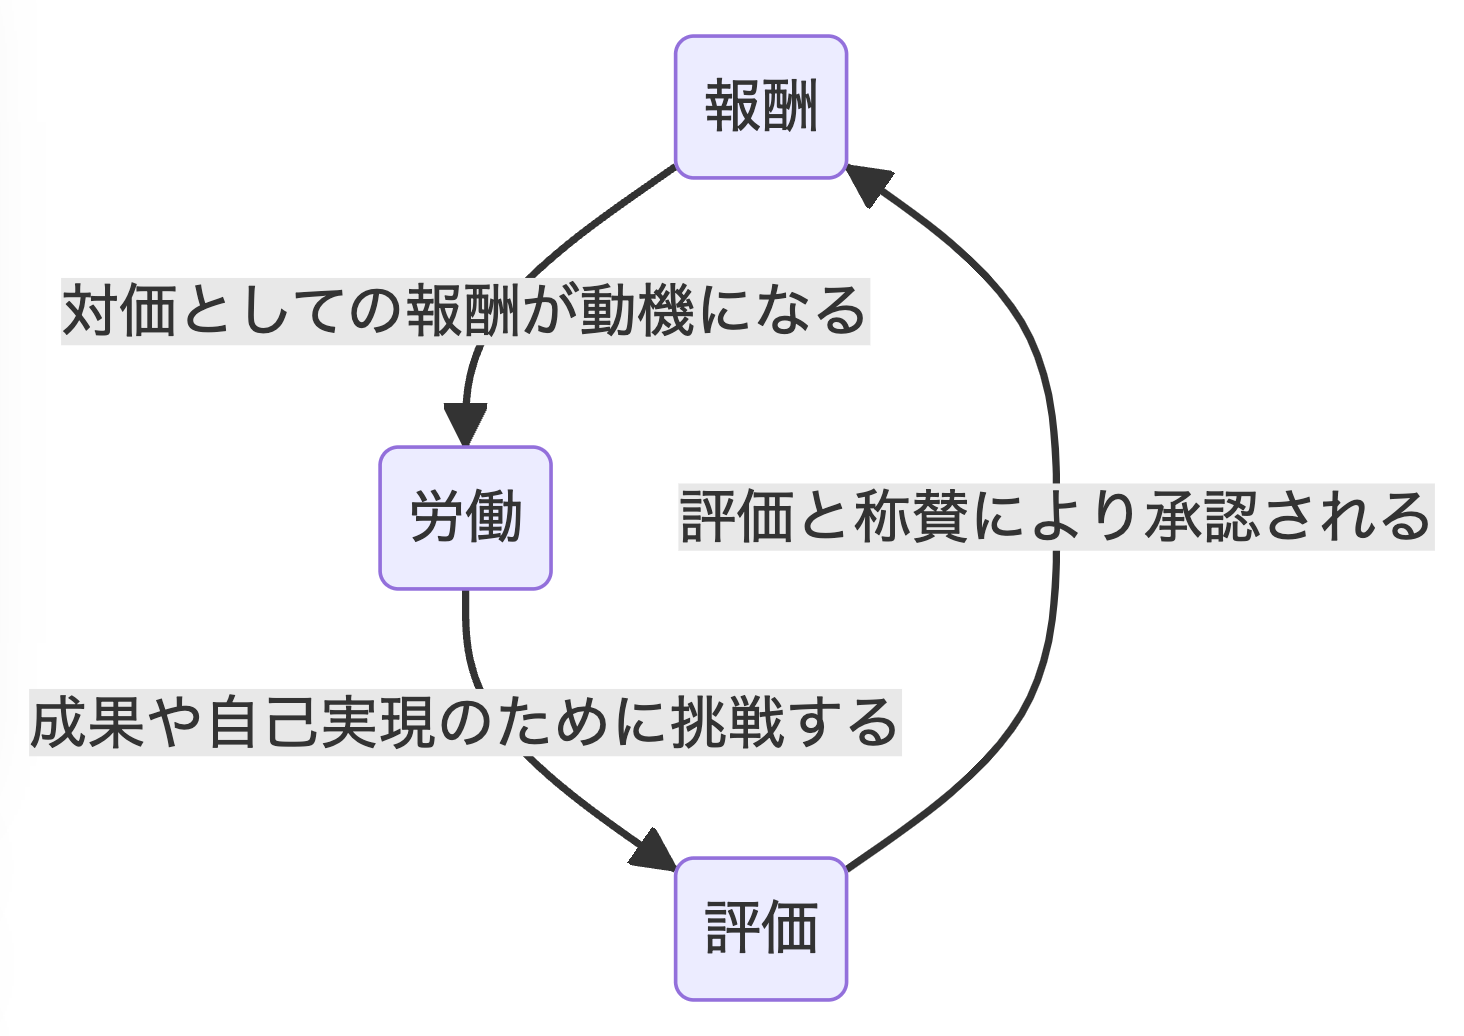 報酬
対価としての報酬が動機になる
労働
評価と称賛により承認される
成果や自己実現のために挑戦する
評価